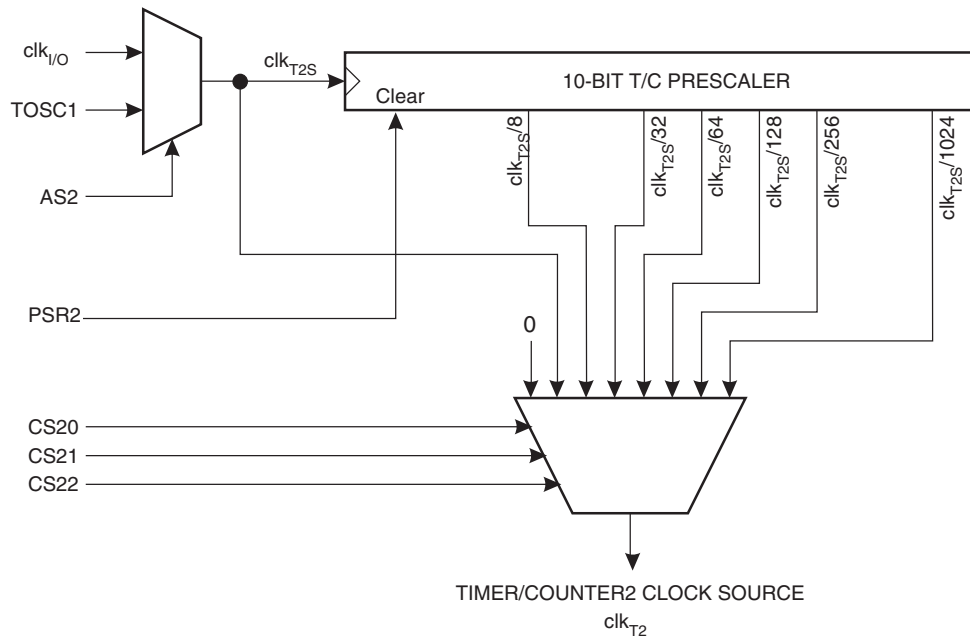 clkI/O
clkT2S
10-BIT T/C PRESCALER
TOSC1
Clear
clkT2S/8
clkT2S/32
clkT2S/64
clkT2S/128
clkT2S/256
clkT2S/1024
AS2
PSR2
0
CS20
CS21
CS22
TIMER/COUNTER2 CLOCK SOURCE
clkT2